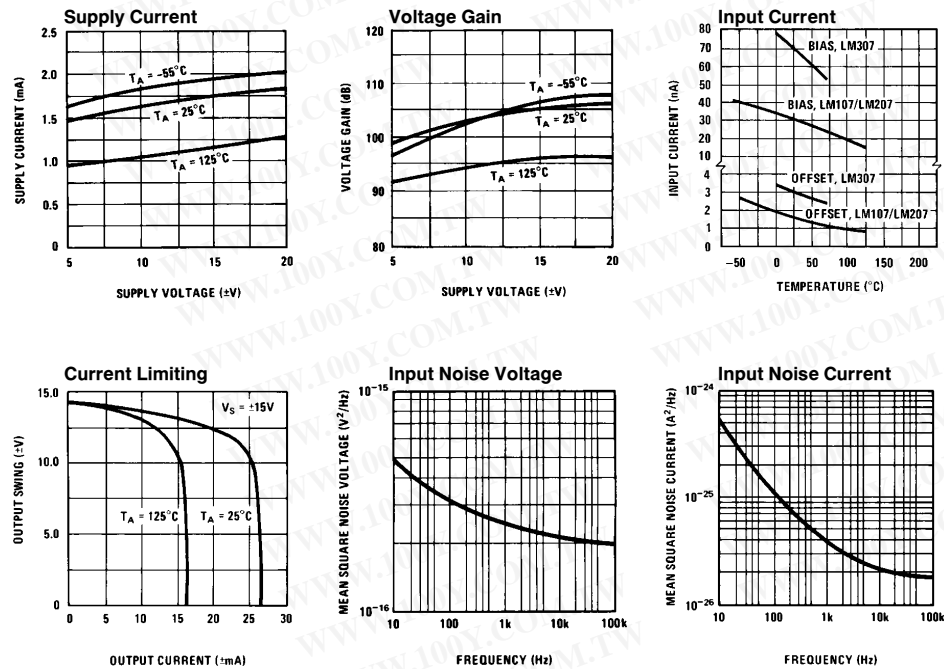 Supply Current
SUPPLY CURRENT (mA)
2.5
2.0
1.5
1.0
0.5
0
T_A = -55°C
T_A = 25°C
T_A = 125°C
5 10 15 20
SUPPLY VOLTAGE (±V)
Voltage Gain
VOLTAGE GAIN (dB)
120
110
100
90
80
T_A = -55°C
T_A = 25°C
T_A = 125°C
5 10 15 20
SUPPLY VOLTAGE (±V)
Input Current
INPUT CURRENT (nA)
80
70
60
50
40
30
20
10
4
3
2
1
0
BIAS, LM307
BIAS, LM107/LM207
OFFSET, LM307
OFFSET, LM107/LM207
-50 0 50 100 150 200
TEMPERATURE (°C)
Current Limiting
OUTPUT SWING (±V)
15.0
10.0
5.0
0
V_S = ±15V
T_A = 125°C
T_A = 25°C
0 5 10 15 20 25 30
OUTPUT CURRENT (±mA)
Input Noise Voltage
MEAN SQUARE NOISE VOLTAGE (V²/Hz)
10⁻¹⁵
10⁻¹⁶
10 100 1k 10k 100k
FREQUENCY (Hz)
Input Noise Current
MEAN SQUARE NOISE CURRENT (A²/Hz)
10⁻²⁴
10⁻²⁵
10⁻²⁶
10 100 1k 10k 100k
FREQUENCY (Hz)
WWW.100Y.COM.TW